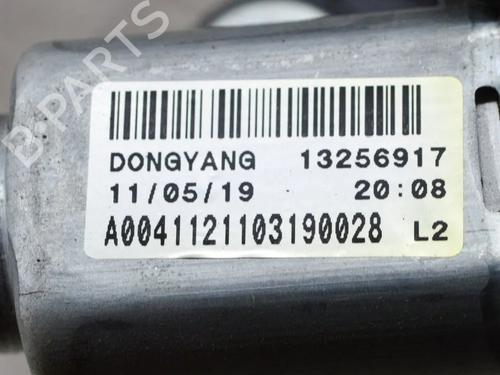 B-PARTS
DONGYANG 13256917
11/05/19 20:08
A0041121103190028 L2